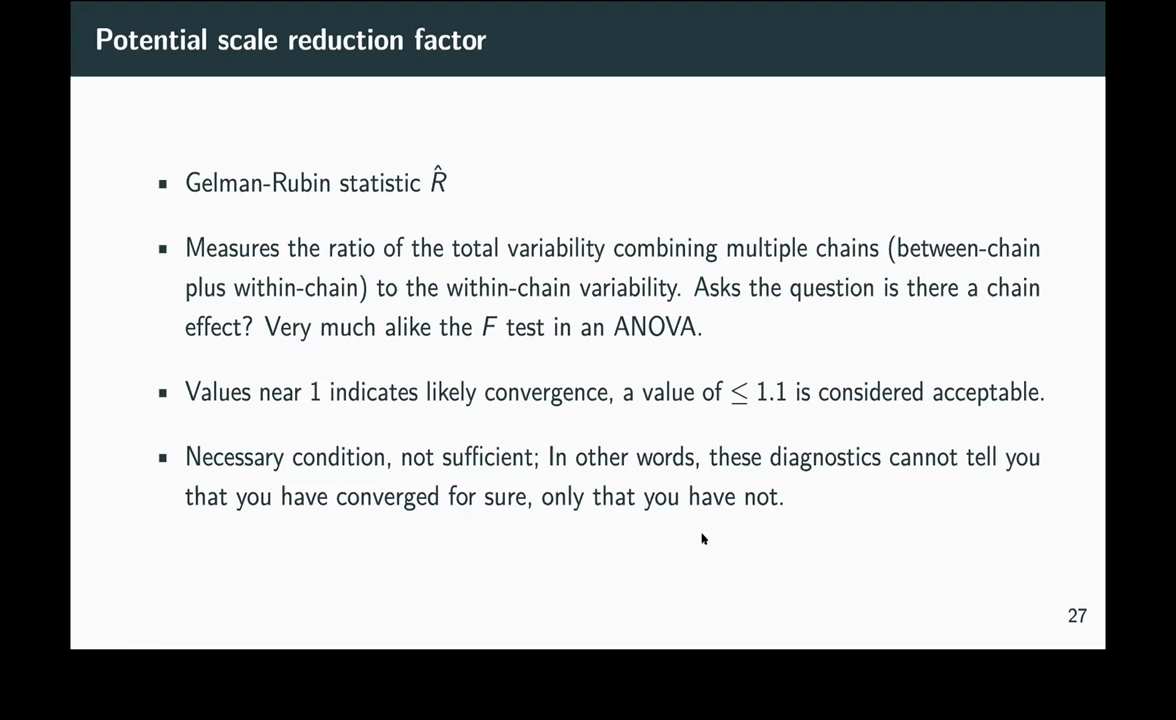 Potential scale reduction factor
▪ Gelman-Rubin statistic R̂
▪ Measures the ratio of the total variability combining multiple chains (between-chain
plus within-chain) to the within-chain variability. Asks the question is there a chain
effect? Very much alike the F test in an ANOVA.
▪ Values near 1 indicates likely convergence, a value of ≤ 1.1 is considered acceptable.
▪ Necessary condition, not sufficient; In other words, these diagnostics cannot tell you
that you have converged for sure, only that you have not.
27